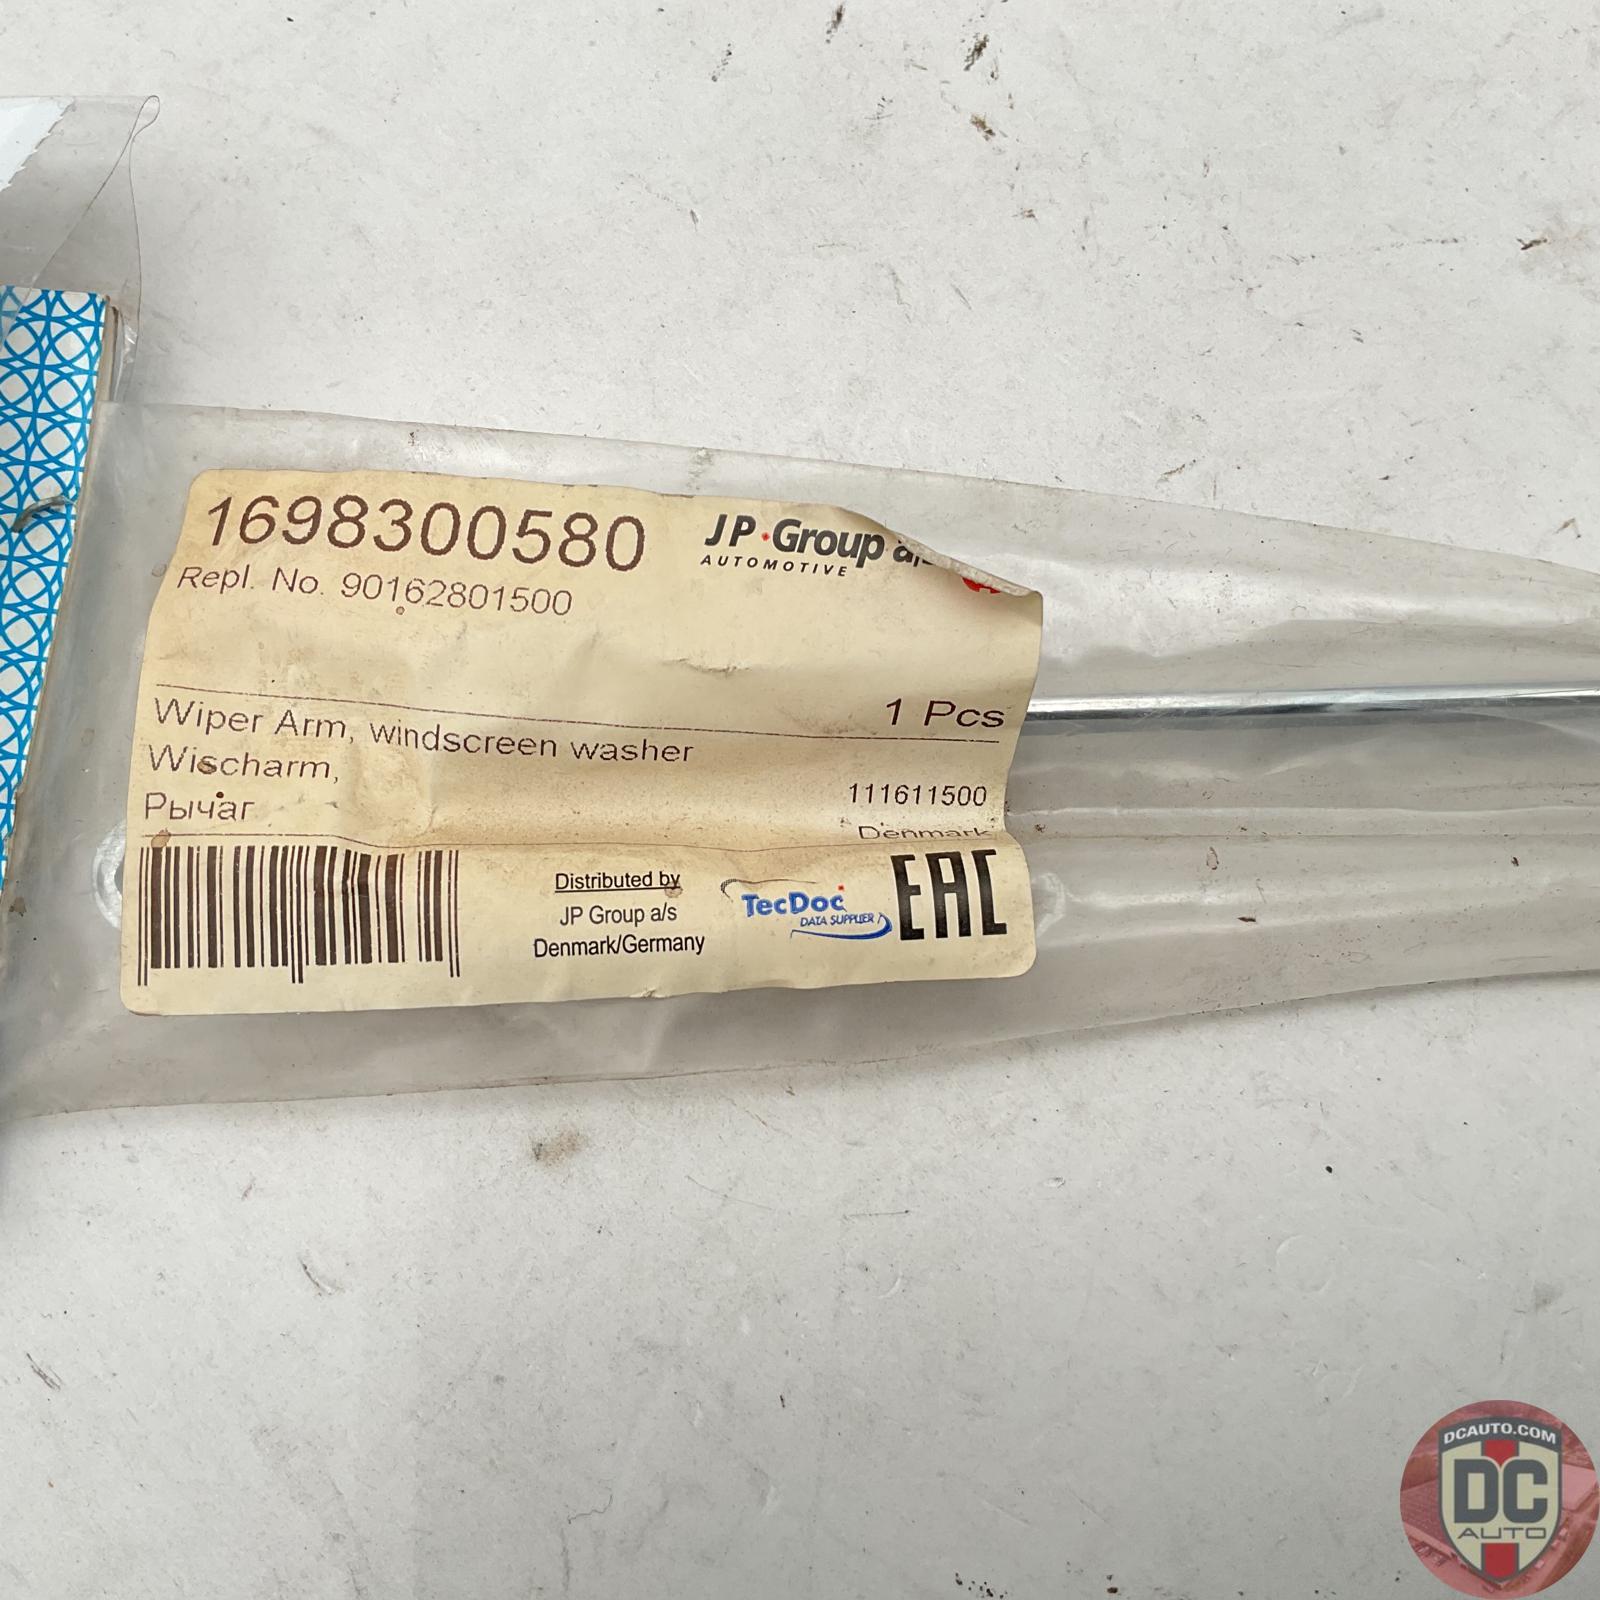 1698300580
JP Group a/s
AUTOMOTIVE
Repl. No. 90162801500
1 Pcs
Wiper Arm, windscreen washer
Wischarm,
Рычаг
111611500
Denmark
Distributed by
JP Group a/s
Denmark/Germany
TecDoc
DATA SUPPLIER
EAC
DCAUTO.COM
DC
AUTO